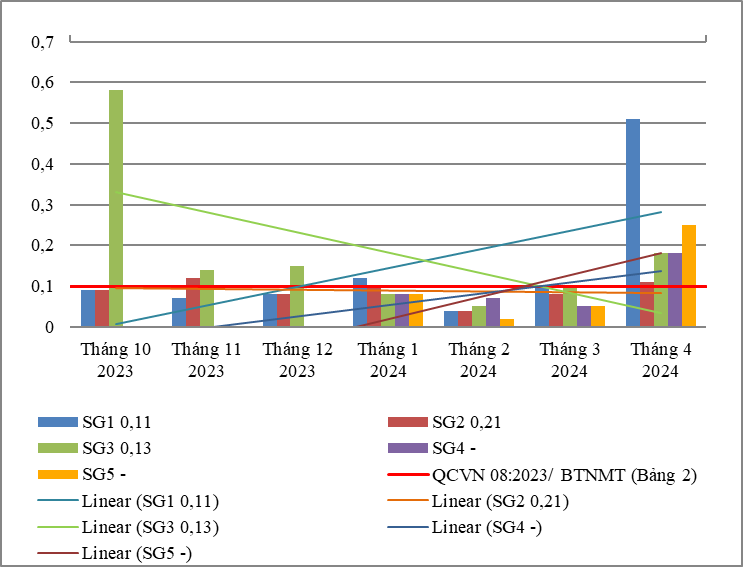 0,7
0,6
0,5
0,4
0,3
0,2
0,1
0
Tháng 10 2023
Tháng 11 2023
Tháng 12 2023
Tháng 1 2024
Tháng 2 2024
Tháng 3 2024
Tháng 4 2024
SG1 0,11
SG2 0,21
SG3 0,13
SG4 -
SG5 -
QCVN 08:2023/ BTNMT (Bảng 2)
Linear (SG1 0,11)
Linear (SG2 0,21)
Linear (SG3 0,13)
Linear (SG4 -)
Linear (SG5 -)